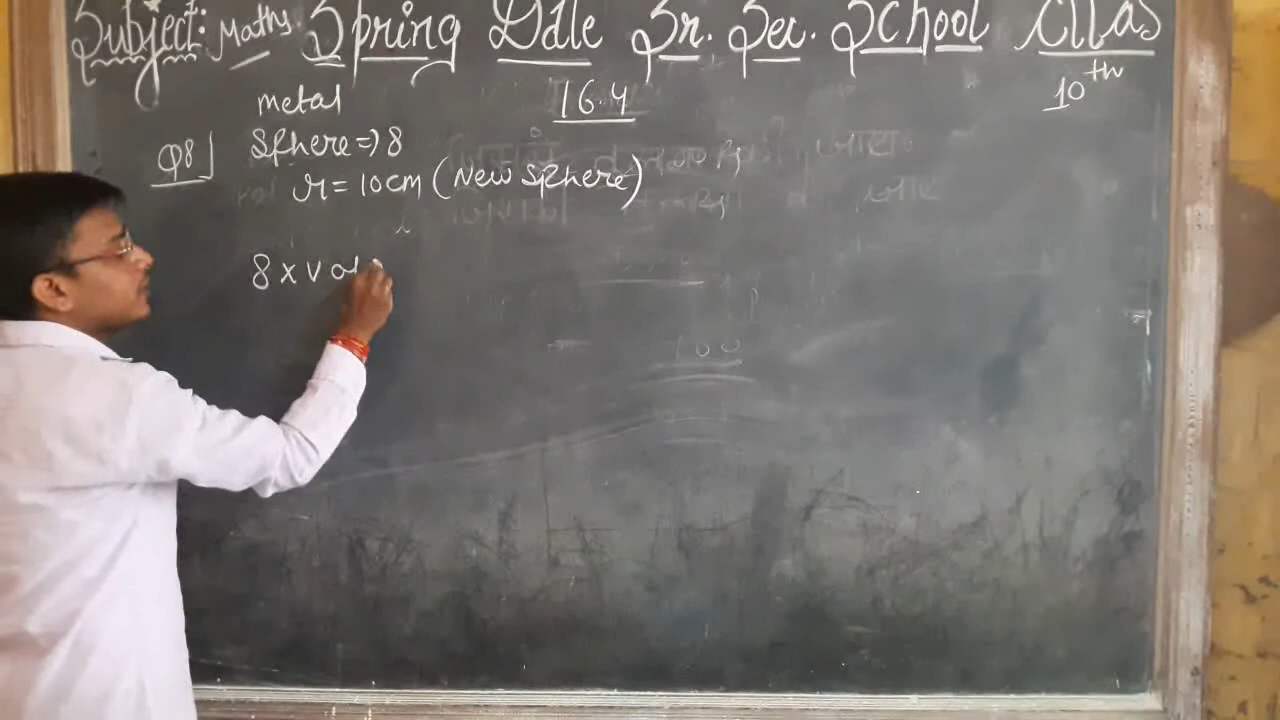 Subject: Maths. Spring Dale Sr. Sec. School Class
10th
16.4
metal
Q8] Sphere => 8
r = 10cm (New Sphere)
8 x Vol